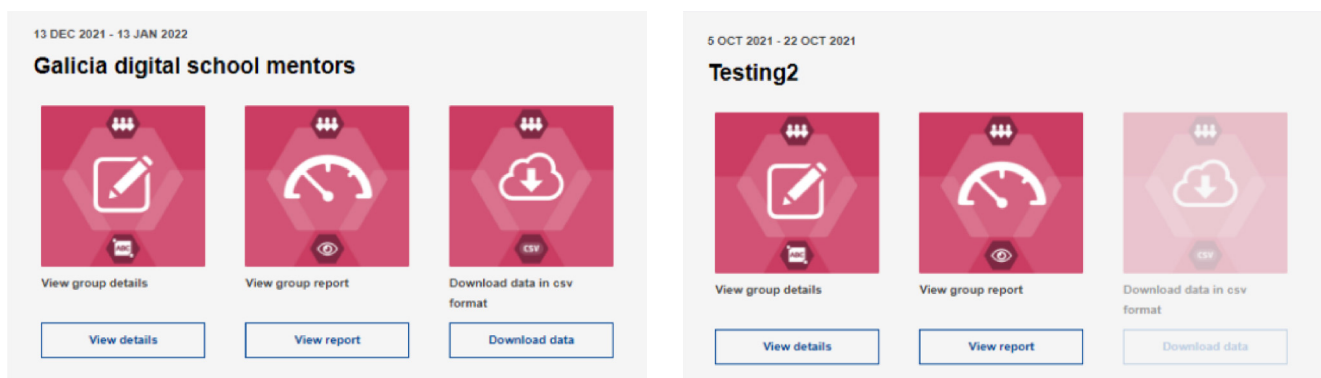 13 DEC 2021 - 13 JAN 2022
Galicia digital school mentors
ABC
CSV
View group details
View group report
Download data in csv
format
View details
View report
Download data
5 OCT 2021 - 22 OCT 2021
Testing2
ABC
CSV
View group details
View group report
Download data in csv
format
View details
View report
Download data